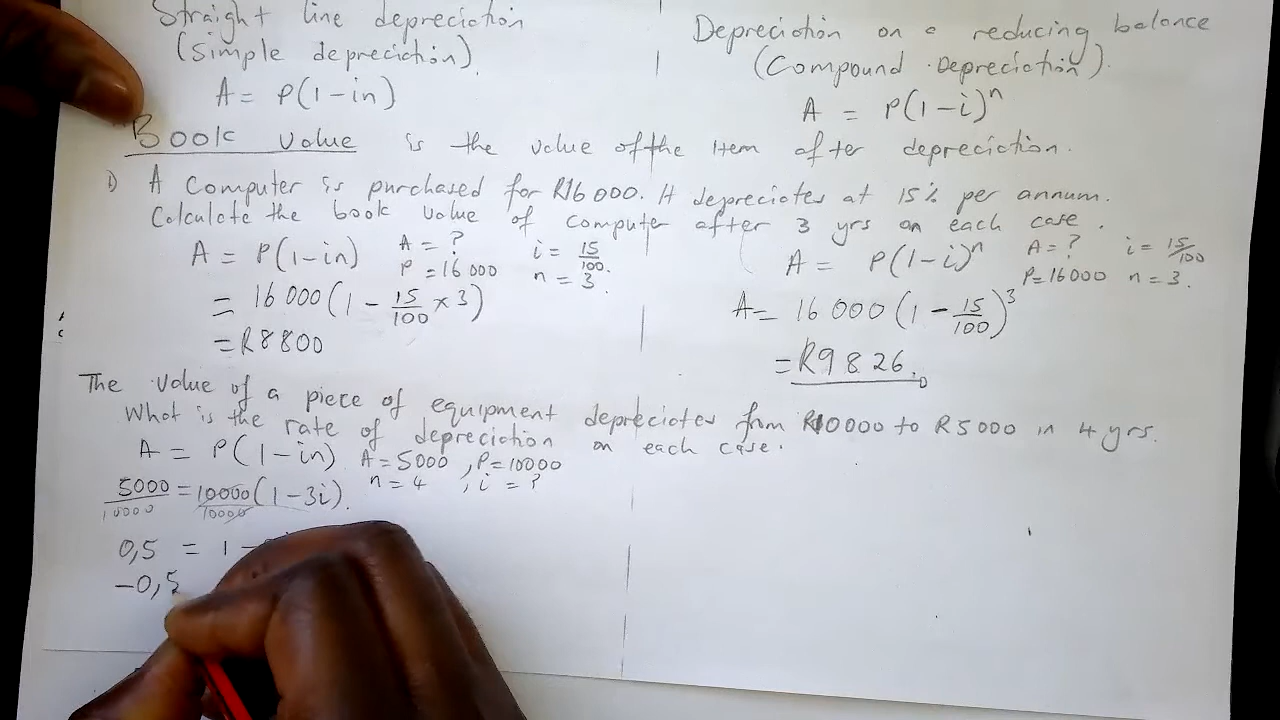 Straight line depreciation
(simple depreciation).
A = P(1-in)
Depreciation on a reducing balance
(Compound Depreciation).
A = P(1-i)^n
Book value is the value of the item after depreciation.
1) A Computer is purchased for R16 000. It depreciates at 15% per annum.
Calculate the book value of computer after 3 yrs on each case.
A = P(1-in)
A = ?
P = 16 000
i = 15/100.
n = 3.
= 16 000(1 - 15/100 × 3)
= R8800
A = P(1-i)^n
A = ?
P = 16000
i = 15/100
n = 3.
A = 16 000(1 - 15/100)^3
= R9826.
The value of a piece of equipment depreciates from R10000 to R5000 in 4 yrs.
What is the rate of depreciation on each case.
A = P(1-in) A = 5000, P = 10000
n = 4, i = ?
5000/10000 = 10000/10000(1-3i).
0,5 = 1 -
-0,5